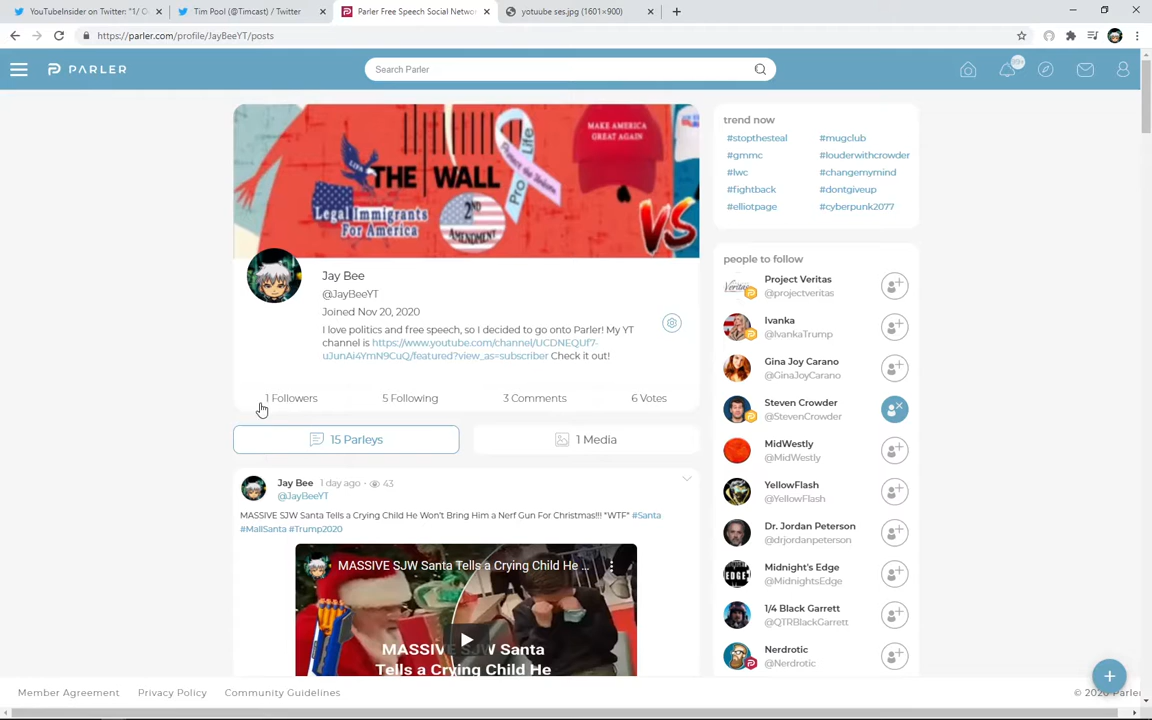 YouTubeInsider on Twitter: "1/ C
Tim Pool (@Timcast) / Twitter
Parler Free Speech Social Netwo
yotuube ses.jpg (1601×900)
https://parler.com/profile/JayBeeYT/posts
PARLER
Search Parler
99+
MAKE AMERICA
GREAT AGAIN
LIFE
THE WALL
Pro Life
Legal Immigrants
For America
2ND
AMENDMENT
VS
Jay Bee
@JayBeeYT
Joined Nov 20, 2020
I love politics and free speech, so I decided to go onto Parler! My YT
channel is https://www.youtube.com/channel/UCDNEQUf7-
uJunAi4YmN9CuQ/featured?view_as=subscriber Check it out!
1 Followers
5 Following
3 Comments
6 Votes
15 Parleys
1 Media
Jay Bee 1 day ago • 43
@JayBeeYT
MASSIVE SJW Santa Tells a Crying Child He Won't Bring Him a Nerf Gun For Christmas!!! "WTF" #Santa
#MallSanta #Trump2020
MASSIVE SJW Santa Tells a Crying Child He ...
MASSIVE SJW Santa
Tells a Crying Child He
trend now
#stopthesteal #mugclub
#gmmc #louderwithcrowder
#lwc #changemymind
#fightback #dontgiveup
#elliotpage #cyberpunk2077
people to follow
Veritas
Project Veritas
@projectveritas
Ivanka
@IvankaTrump
Gina Joy Carano
@GinaJoyCarano
Steven Crowder
@StevenCrowder
MidWestly
@MidWestly
YellowFlash
@YellowFlash
Dr. Jordan Peterson
@drjordanpeterson
EDGE
Midnight's Edge
@MidnightsEdge
1/4 Black Garrett
@QTRBlackGarrett
Nerdrotic
@Nerdrotic
Member Agreement
Privacy Policy
Community Guidelines
© 2020 Parler